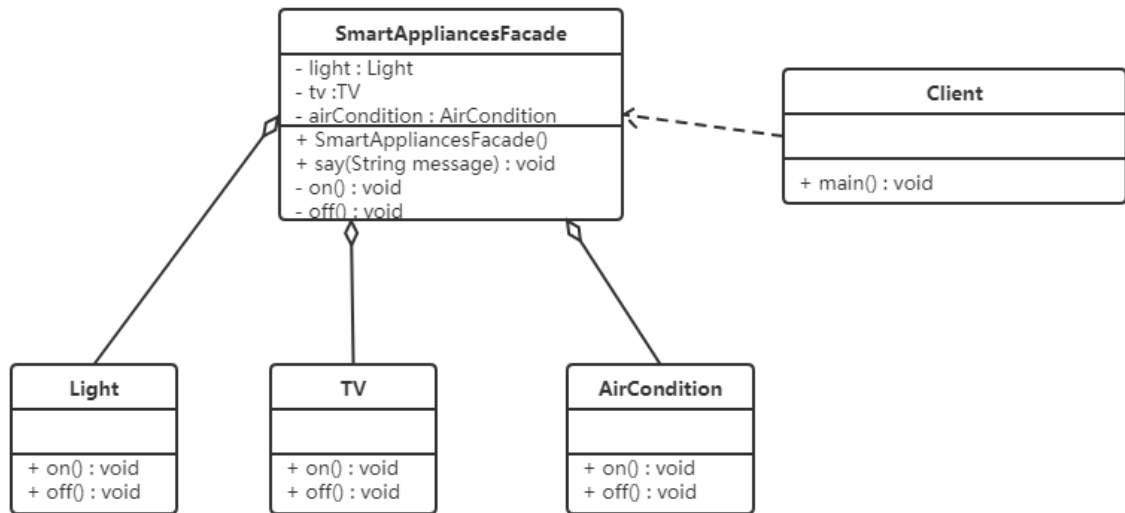 SmartAppliancesFacade
- light : Light
- tv :TV
- airCondition : AirCondition
+ SmartAppliancesFacade()
+ say(String message) : void
- on() : void
- off() : void
Client
+ main() : void
Light
+ on() : void
+ off() : void
TV
+ on() : void
+ off() : void
AirCondition
+ on() : void
+ off() : void